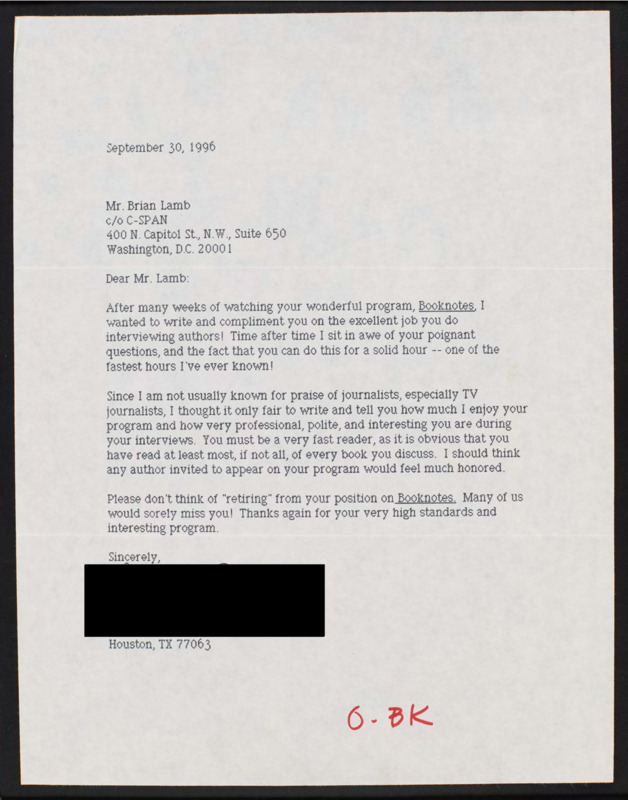 September 30, 1996
Mr. Brian Lamb
c/o C-SPAN
400 N. Capitol St., N.W., Suite 650
Washington, D.C. 20001
Dear Mr. Lamb:
After many weeks of watching your wonderful program, Booknotes, I
wanted to write and compliment you on the excellent job you do
interviewing authors! Time after time I sit in awe of your poignant
questions, and the fact that you can do this for a solid hour -- one of the
fastest hours I've ever known!
Since I am not usually known for praise of journalists, especially TV
journalists, I thought it only fair to write and tell you how much I enjoy your
program and how very professional, polite, and interesting you are during
your interviews. You must be a very fast reader, as it is obvious that you
have read at least most, if not all, of every book you discuss. I should think
any author invited to appear on your program would feel much honored.
Please don't think of "retiring" from your position on Booknotes. Many of us
would sorely miss you! Thanks again for your very high standards and
interesting program.
Sincerely,
Houston, TX 77063
O-BK